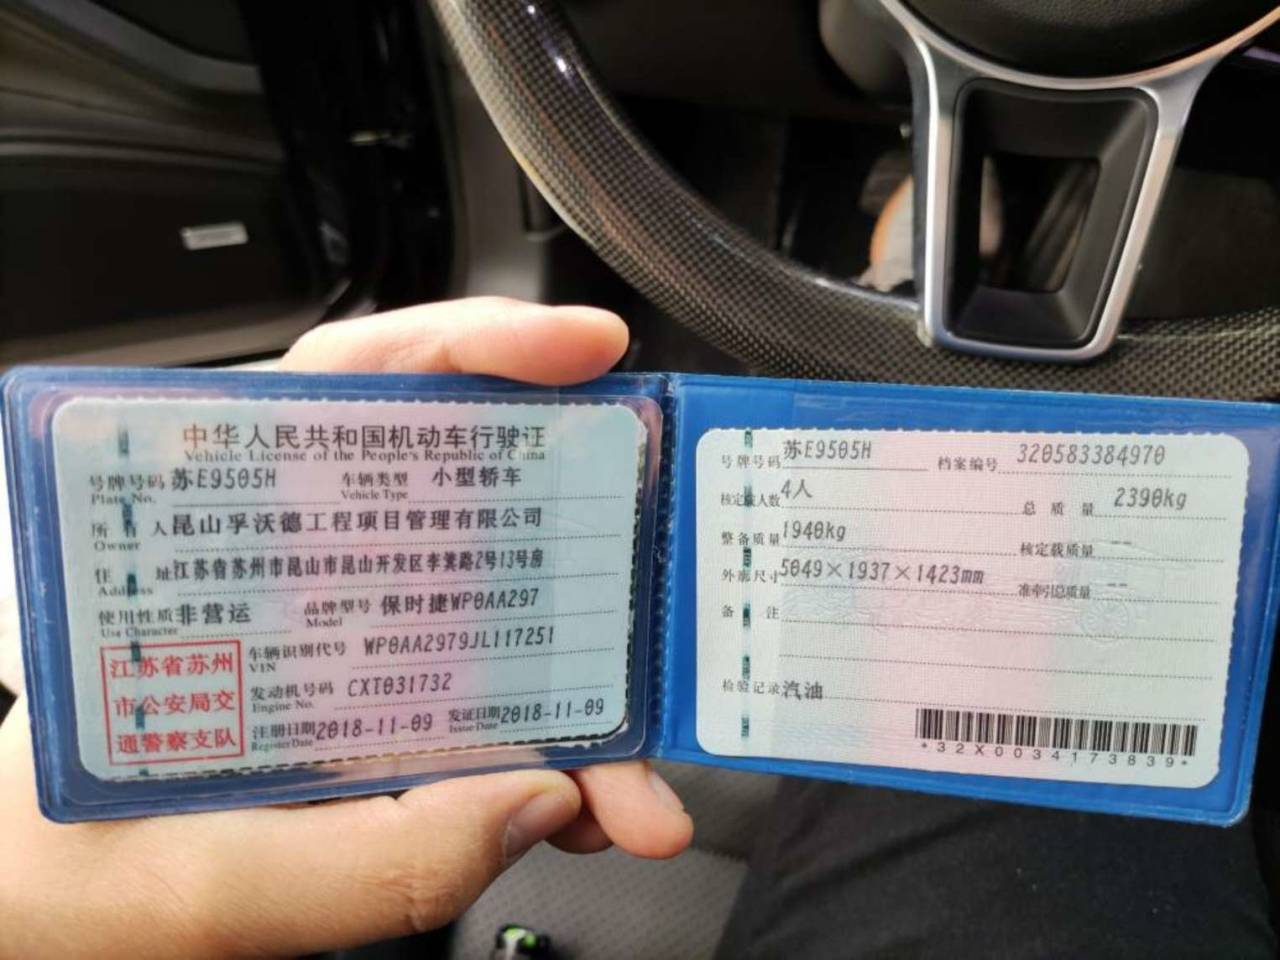 中华人民共和国机动车行驶证
Vehicle License of the People's Republic of China
号牌号码 苏E9505H 车辆类型 小型轿车
Plate No. Vehicle Type
所有人 昆山孚沃德工程项目管理有限公司
Owner
住址 江苏省苏州市昆山市昆山开发区李巷路2号13号房
Address
使用性质 非营运 品牌型号 保时捷WP0AA297
Use Character Model
车辆识别代号 WP0AA2979JL117251
VIN
发动机号码 CXT031732
Engine No.
注册日期 2018-11-09 发证日期 2018-11-09
Register Date Issue Date
江苏省苏州
市公安局交
通警察支队
号牌号码 苏E9505H 档案编号 320583384970
核定载人数 4人 总质量 2390kg
整备质量 1940kg 核定载质量 --
外廓尺寸 5049×1937×1423mm 准牵引总质量 --
备注
检验记录 汽油
*32X0034173839*